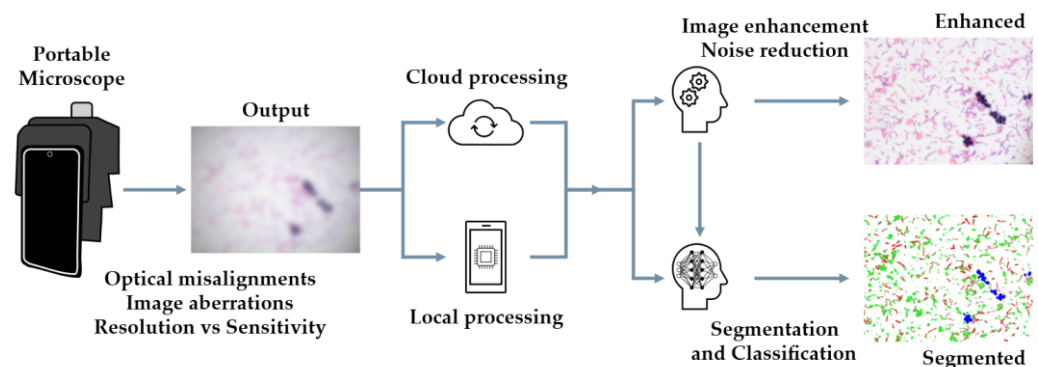 Portable
Microscope
Output
Optical misalignments
Image aberrations
Resolution vs Sensitivity
Cloud processing
Local processing
Image enhancement
Noise reduction
Segmentation
and Classification
Enhanced
Segmented